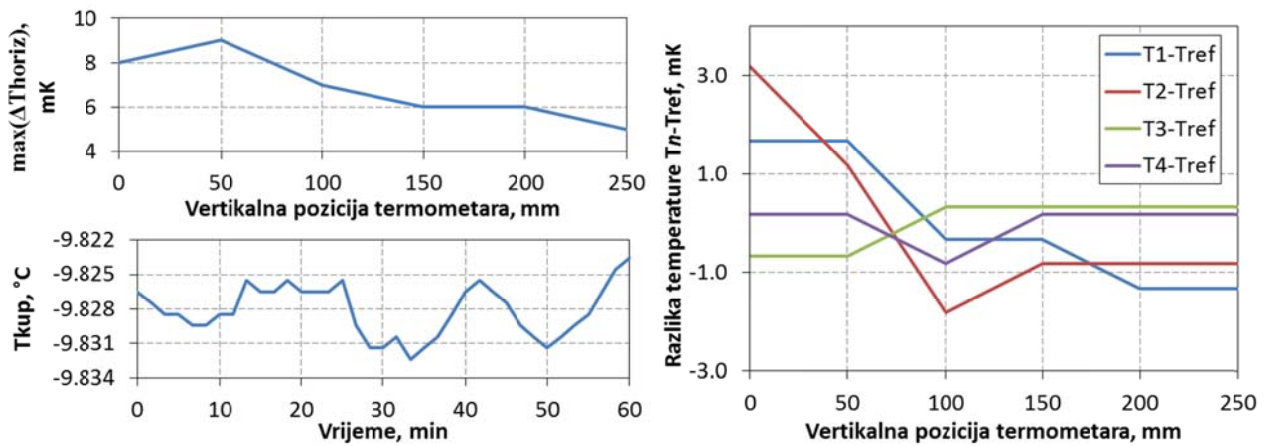 max(ΔThoriz),
mK
10
8
6
4
0 50 100 150 200 250
Vertikalna pozicija termometara, mm
Tkup, °C
-9.822
-9.825
-9.828
-9.831
-9.834
0 10 20 30 40 50 60
Vrijeme, min
Razlika temperature Tn-Tref, mK
3.0
1.0
-1.0
-3.0
T1-Tref
T2-Tref
T3-Tref
T4-Tref
0 50 100 150 200 250
Vertikalna pozicija termometara, mm